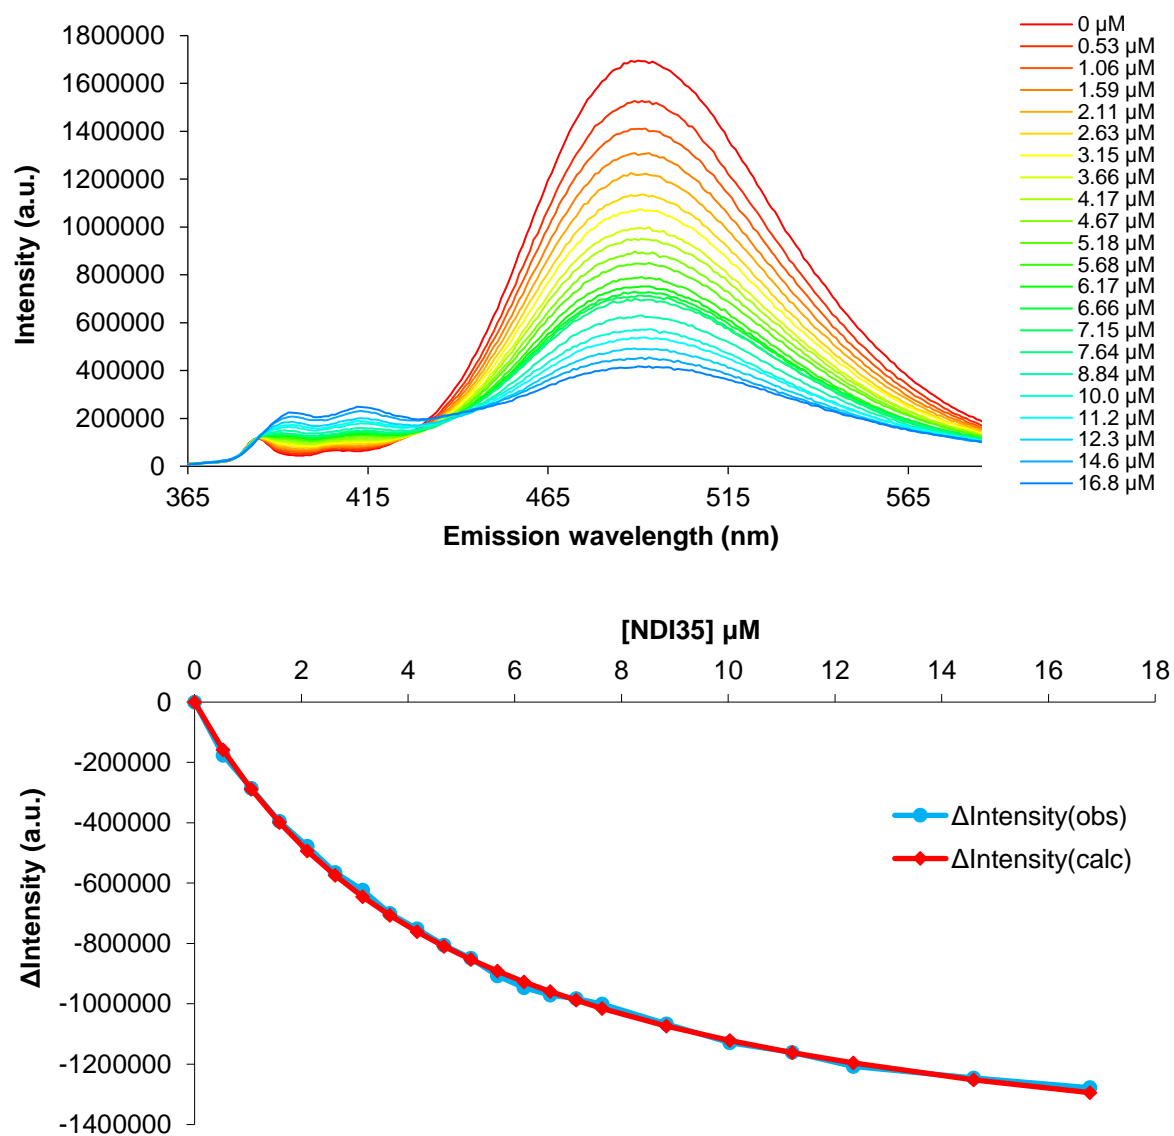 1800000
1600000
1400000
1200000
1000000
800000
600000
400000
200000
0
Intensity (a.u.)
365 415 465 515 565
Emission wavelength (nm)
0 µM
0.53 µM
1.06 µM
1.59 µM
2.11 µM
2.63 µM
3.15 µM
3.66 µM
4.17 µM
4.67 µM
5.18 µM
5.68 µM
6.17 µM
6.66 µM
7.15 µM
7.64 µM
8.84 µM
10.0 µM
11.2 µM
12.3 µM
14.6 µM
16.8 µM
[NDI35] µM
0 2 4 6 8 10 12 14 16 18
0
-200000
-400000
-600000
-800000
-1000000
-1200000
-1400000
ΔIntensity (a.u.)
ΔIntensity(obs)
ΔIntensity(calc)